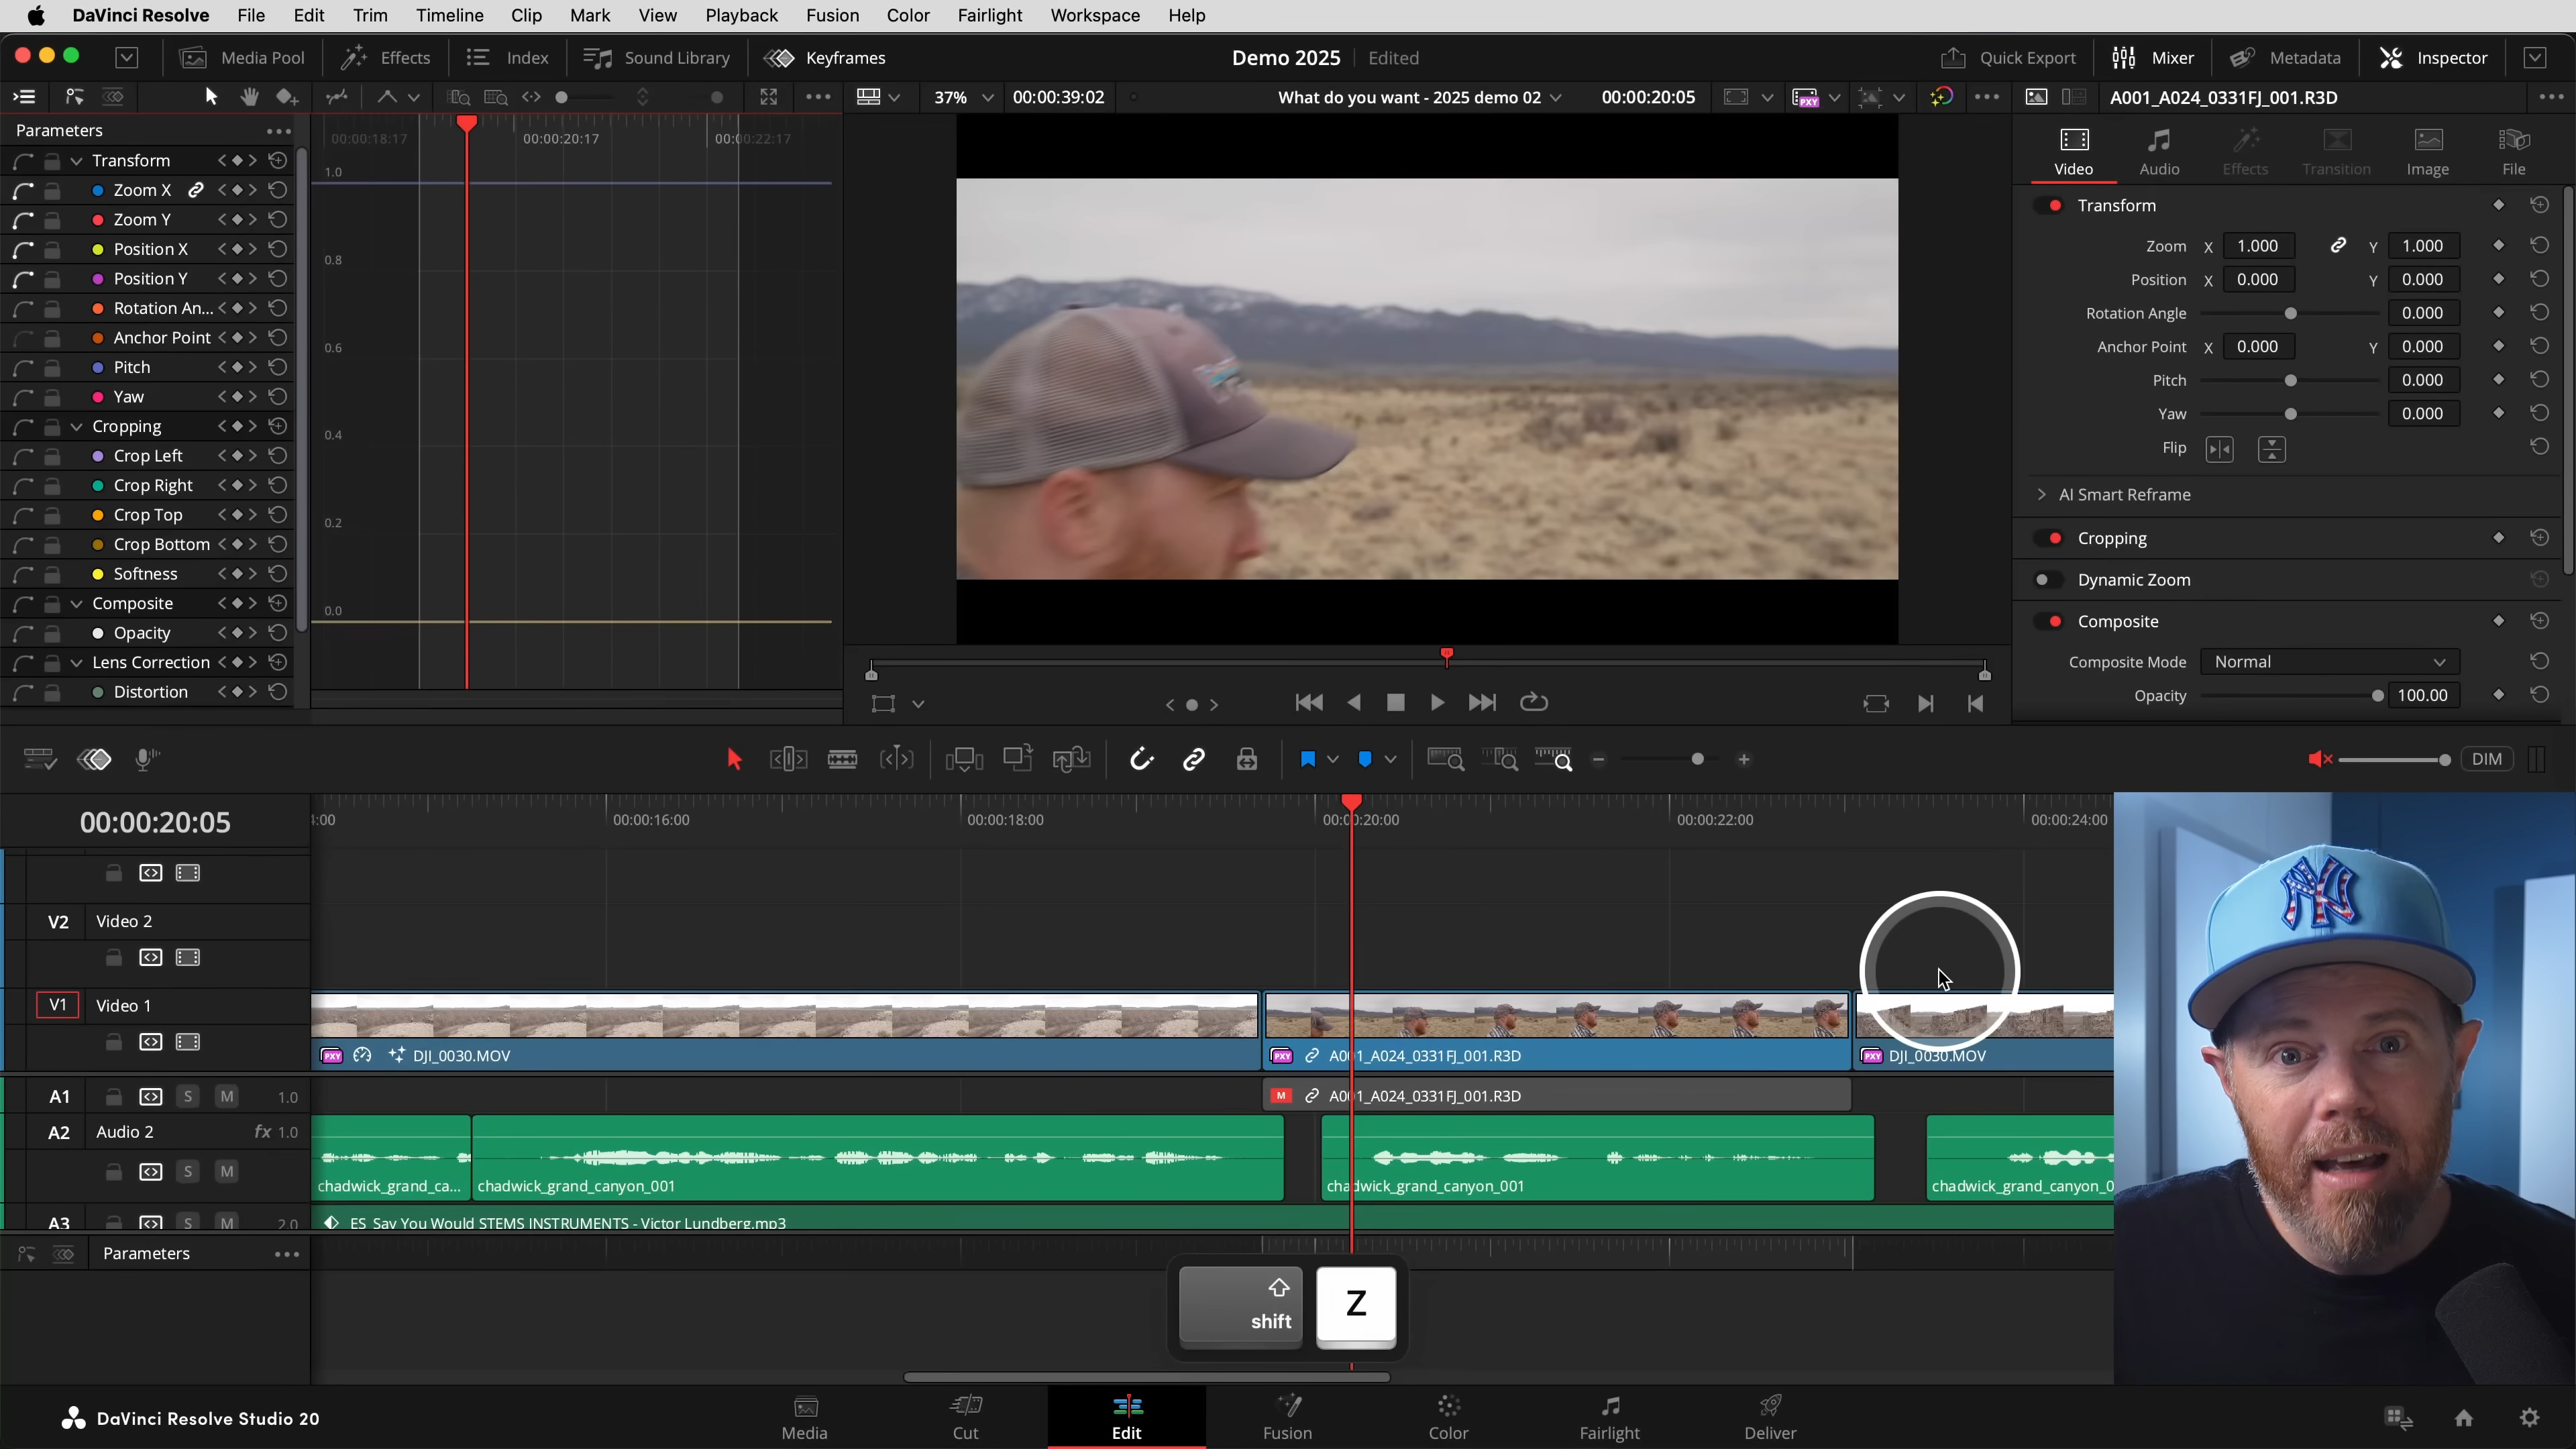 DaVinci Resolve File Edit Trim Timeline Clip Mark View Playback Fusion Color Fairlight Workspace Help
Media Pool Effects Index Sound Library Keyframes Demo 2025 Edited Quick Export Mixer Metadata Inspector
37% 00:00:39:02 What do you want - 2025 demo 02 00:00:20:05 PXY A001_A024_0331FJ_001.R3D
Parameters 00:00:18:17 00:00:20:17 00:00:22:17
Video Audio Effects Transition Image File
Transform
Zoom X
Zoom Y
Position X
Position Y
Rotation An...
Anchor Point
Pitch
Yaw
Cropping
Crop Left
Crop Right
Crop Top
Crop Bottom
Softness
Composite
Opacity
Lens Correction
Distortion
1.0
0.8
0.6
0.4
0.2
0.0
Transform
Zoom X 1.000 Y 1.000
Position X 0.000 Y 0.000
Rotation Angle 0.000
Anchor Point X 0.000 Y 0.000
Pitch 0.000
Yaw 0.000
Flip
AI Smart Reframe
Cropping
Dynamic Zoom
Composite
Composite Mode Normal
Opacity 100.00
DIM
00:00:20:05 4:00 00:00:16:00 00:00:18:00 00:00:20:00 00:00:22:00 00:00:24:00
V2 Video 2
V1 Video 1
PXY DJI_0030.MOV PXY A001_A024_0331FJ_001.R3D PXY DJI_0030.MOV
A1 S M 1.0 M A001_A024_0331FJ_001.R3D
A2 Audio 2 fx 1.0
S M
chadwick_grand_ca... chadwick_grand_canyon_001 chadwick_grand_canyon_001 chadwick_grand_canyon_0
A3 S M 2.0 ES_Say You Would STEMS INSTRUMENTS - Victor Lundberg.mp3
Parameters
shift Z
NY
DaVinci Resolve Studio 20 Media Cut Edit Fusion Color Fairlight Deliver